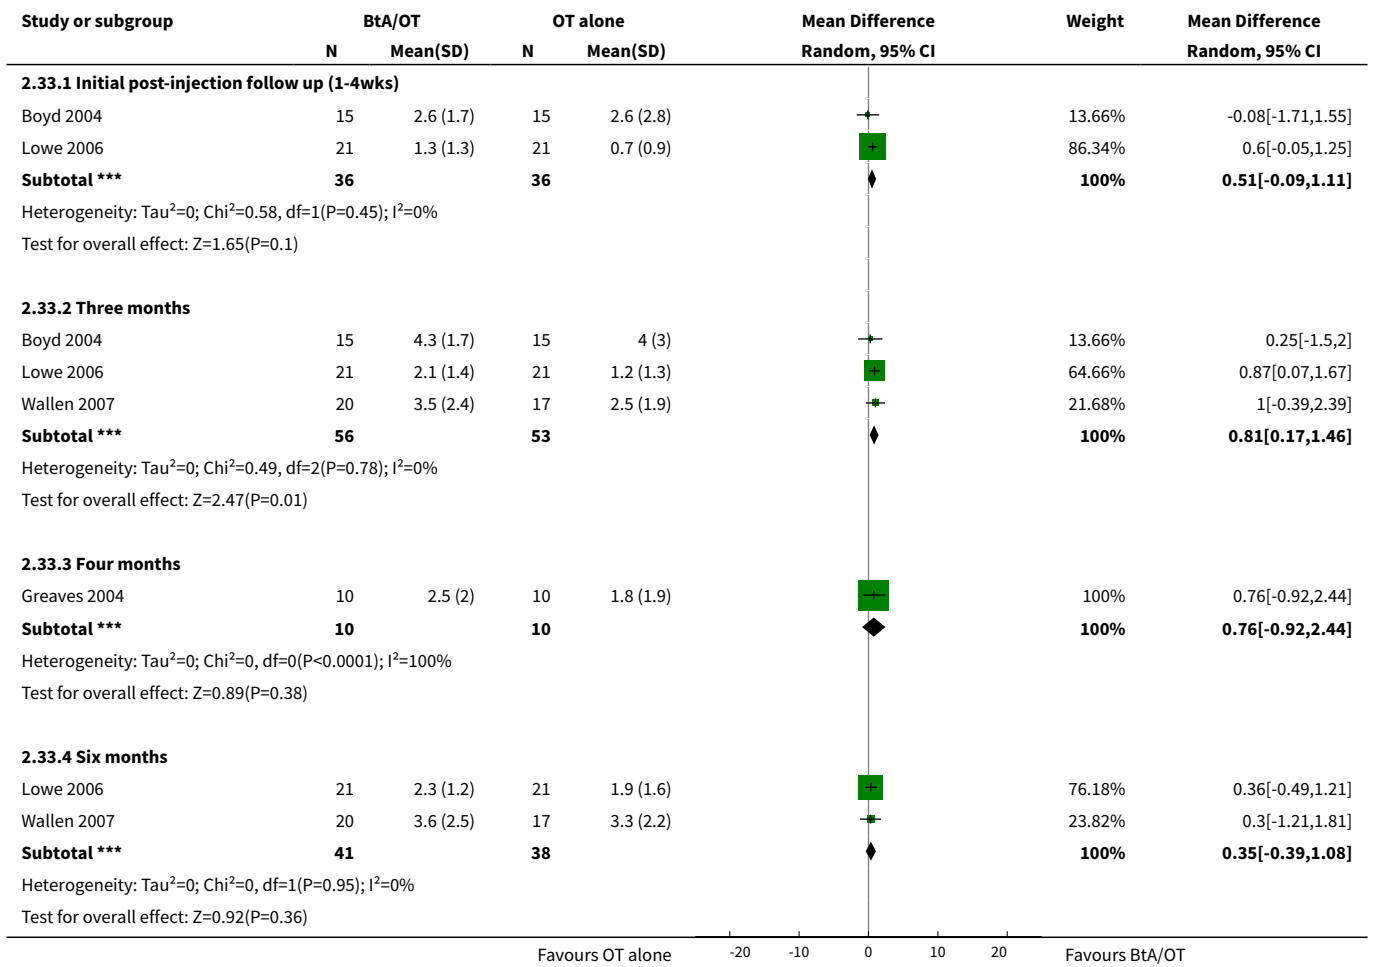 Study or subgroup BtA/OT OT alone Mean Difference Weight Mean Difference
N Mean(SD) N Mean(SD) Random, 95% CI Random, 95% CI
2.33.1 Initial post-injection follow up (1-4wks)
Boyd 2004 15 2.6 (1.7) 15 2.6 (2.8) 13.66% -0.08[-1.71,1.55]
Lowe 2006 21 1.3 (1.3) 21 0.7 (0.9) 86.34% 0.6[-0.05,1.25]
Subtotal *** 36 36 100% 0.51[-0.09,1.11]
Heterogeneity: Tau²=0; Chi²=0.58, df=1(P=0.45); I²=0%
Test for overall effect: Z=1.65(P=0.1)
2.33.2 Three months
Boyd 2004 15 4.3 (1.7) 15 4 (3) 13.66% 0.25[-1.5,2]
Lowe 2006 21 2.1 (1.4) 21 1.2 (1.3) 64.66% 0.87[0.07,1.67]
Wallen 2007 20 3.5 (2.4) 17 2.5 (1.9) 21.68% 1[-0.39,2.39]
Subtotal *** 56 53 100% 0.81[0.17,1.46]
Heterogeneity: Tau²=0; Chi²=0.49, df=2(P=0.78); I²=0%
Test for overall effect: Z=2.47(P=0.01)
2.33.3 Four months
Greaves 2004 10 2.5 (2) 10 1.8 (1.9) 100% 0.76[-0.92,2.44]
Subtotal *** 10 10 100% 0.76[-0.92,2.44]
Heterogeneity: Tau²=0; Chi²=0, df=0(P<0.0001); I²=100%
Test for overall effect: Z=0.89(P=0.38)
2.33.4 Six months
Lowe 2006 21 2.3 (1.2) 21 1.9 (1.6) 76.18% 0.36[-0.49,1.21]
Wallen 2007 20 3.6 (2.5) 17 3.3 (2.2) 23.82% 0.3[-1.21,1.81]
Subtotal *** 41 38 100% 0.35[-0.39,1.08]
Heterogeneity: Tau²=0; Chi²=0, df=1(P=0.95); I²=0%
Test for overall effect: Z=0.92(P=0.36)
Favours OT alone -20 -10 0 10 20 Favours BtA/OT